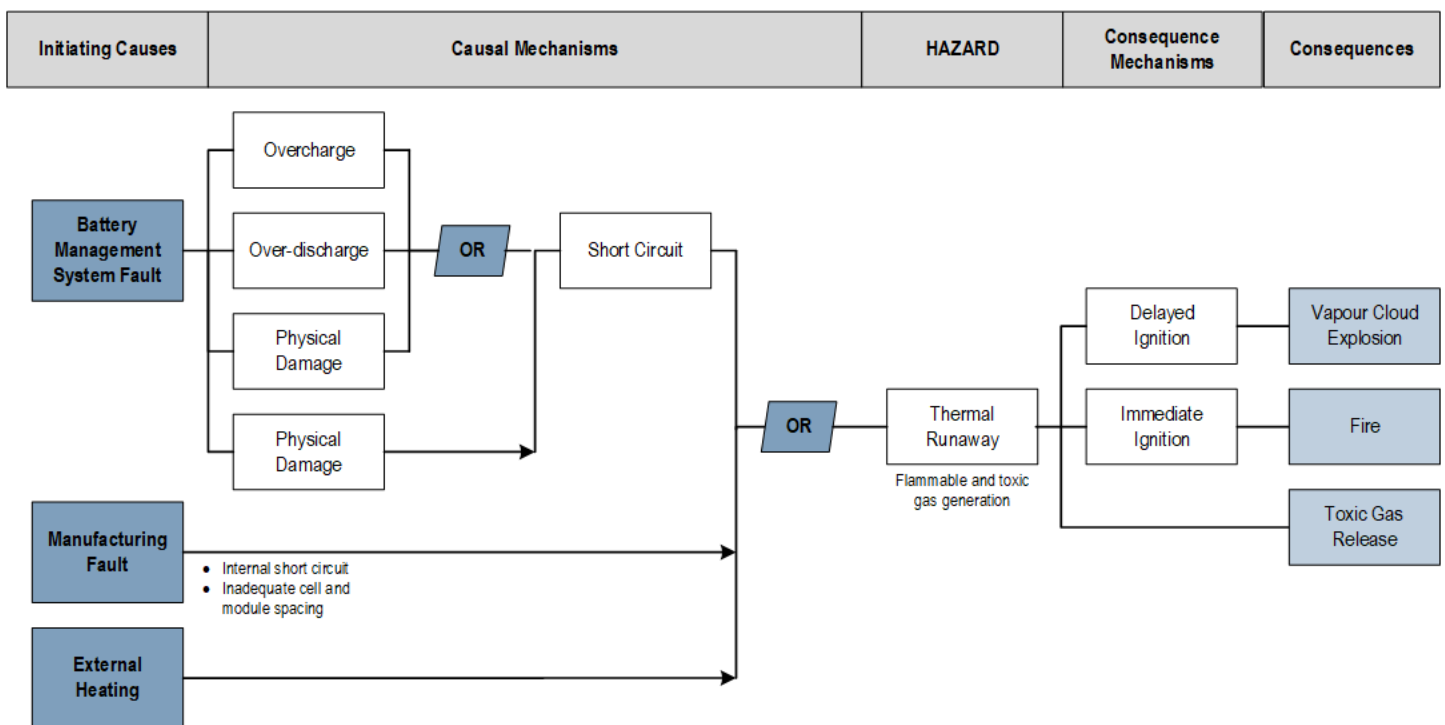 Initiating Causes
Causal Mechanisms
HAZARD
Consequence
Mechanisms
Consequences
Overcharge
Battery
Management
System Fault
Over-discharge
OR
Short Circuit
Physical
Damage
Physical
Damage
Delayed
Ignition
Vapour Cloud
Explosion
OR
Thermal
Runaway
Flammable and toxic
gas generation
Immediate
Ignition
Fire
Toxic Gas
Release
Manufacturing
Fault
• Internal short circuit
• Inadequate cell and
module spacing
External
Heating